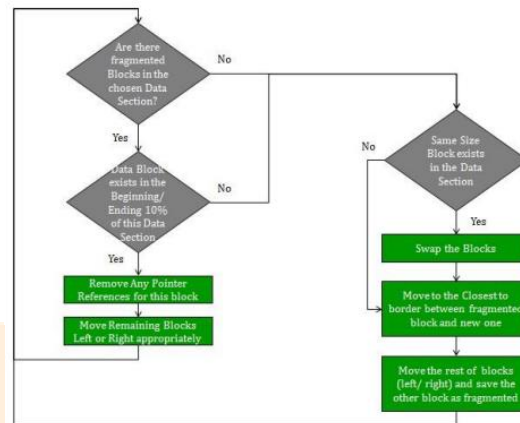 Are there
fragmented
Blocks in the
chosen Data
Section?
No
Yes
Data Block
exists in the
Beginning/
Ending 10%
of this Data
Section
No
Yes
Remove Any Pointer
References for this block
Move Remaining Blocks
Left or Right appropriately
Same Size
Block exists
in the Data
Section
No
Yes
Swap the Blocks
Move to the Closest to
border between fragmented
block and new one
Move the rest of blocks
(left/ right) and save the
other block as fragmented